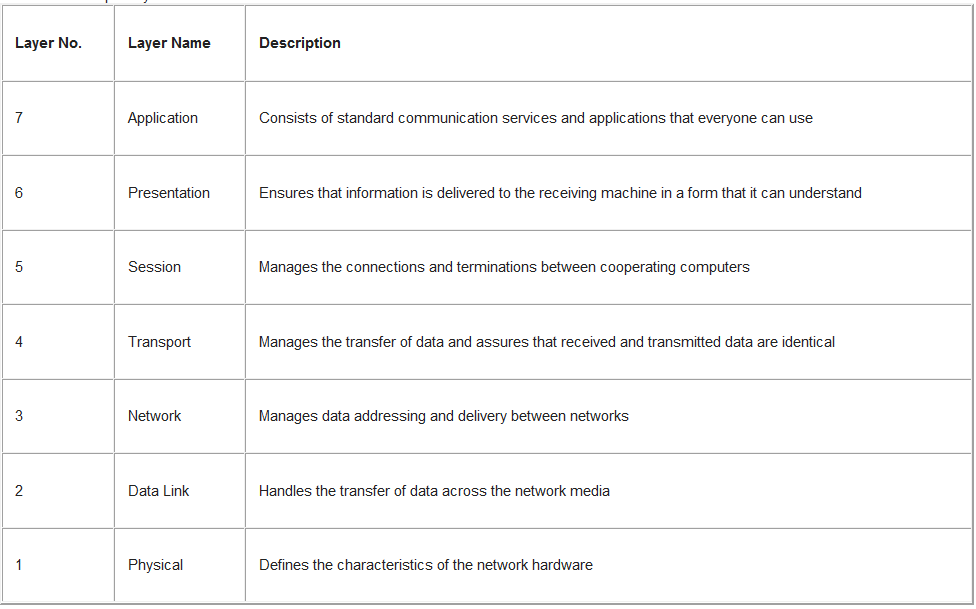 Layer No. Layer Name Description
7 Application Consists of standard communication services and applications that everyone can use
6 Presentation Ensures that information is delivered to the receiving machine in a form that it can understand
5 Session Manages the connections and terminations between cooperating computers
4 Transport Manages the transfer of data and assures that received and transmitted data are identical
3 Network Manages data addressing and delivery between networks
2 Data Link Handles the transfer of data across the network media
1 Physical Defines the characteristics of the network hardware